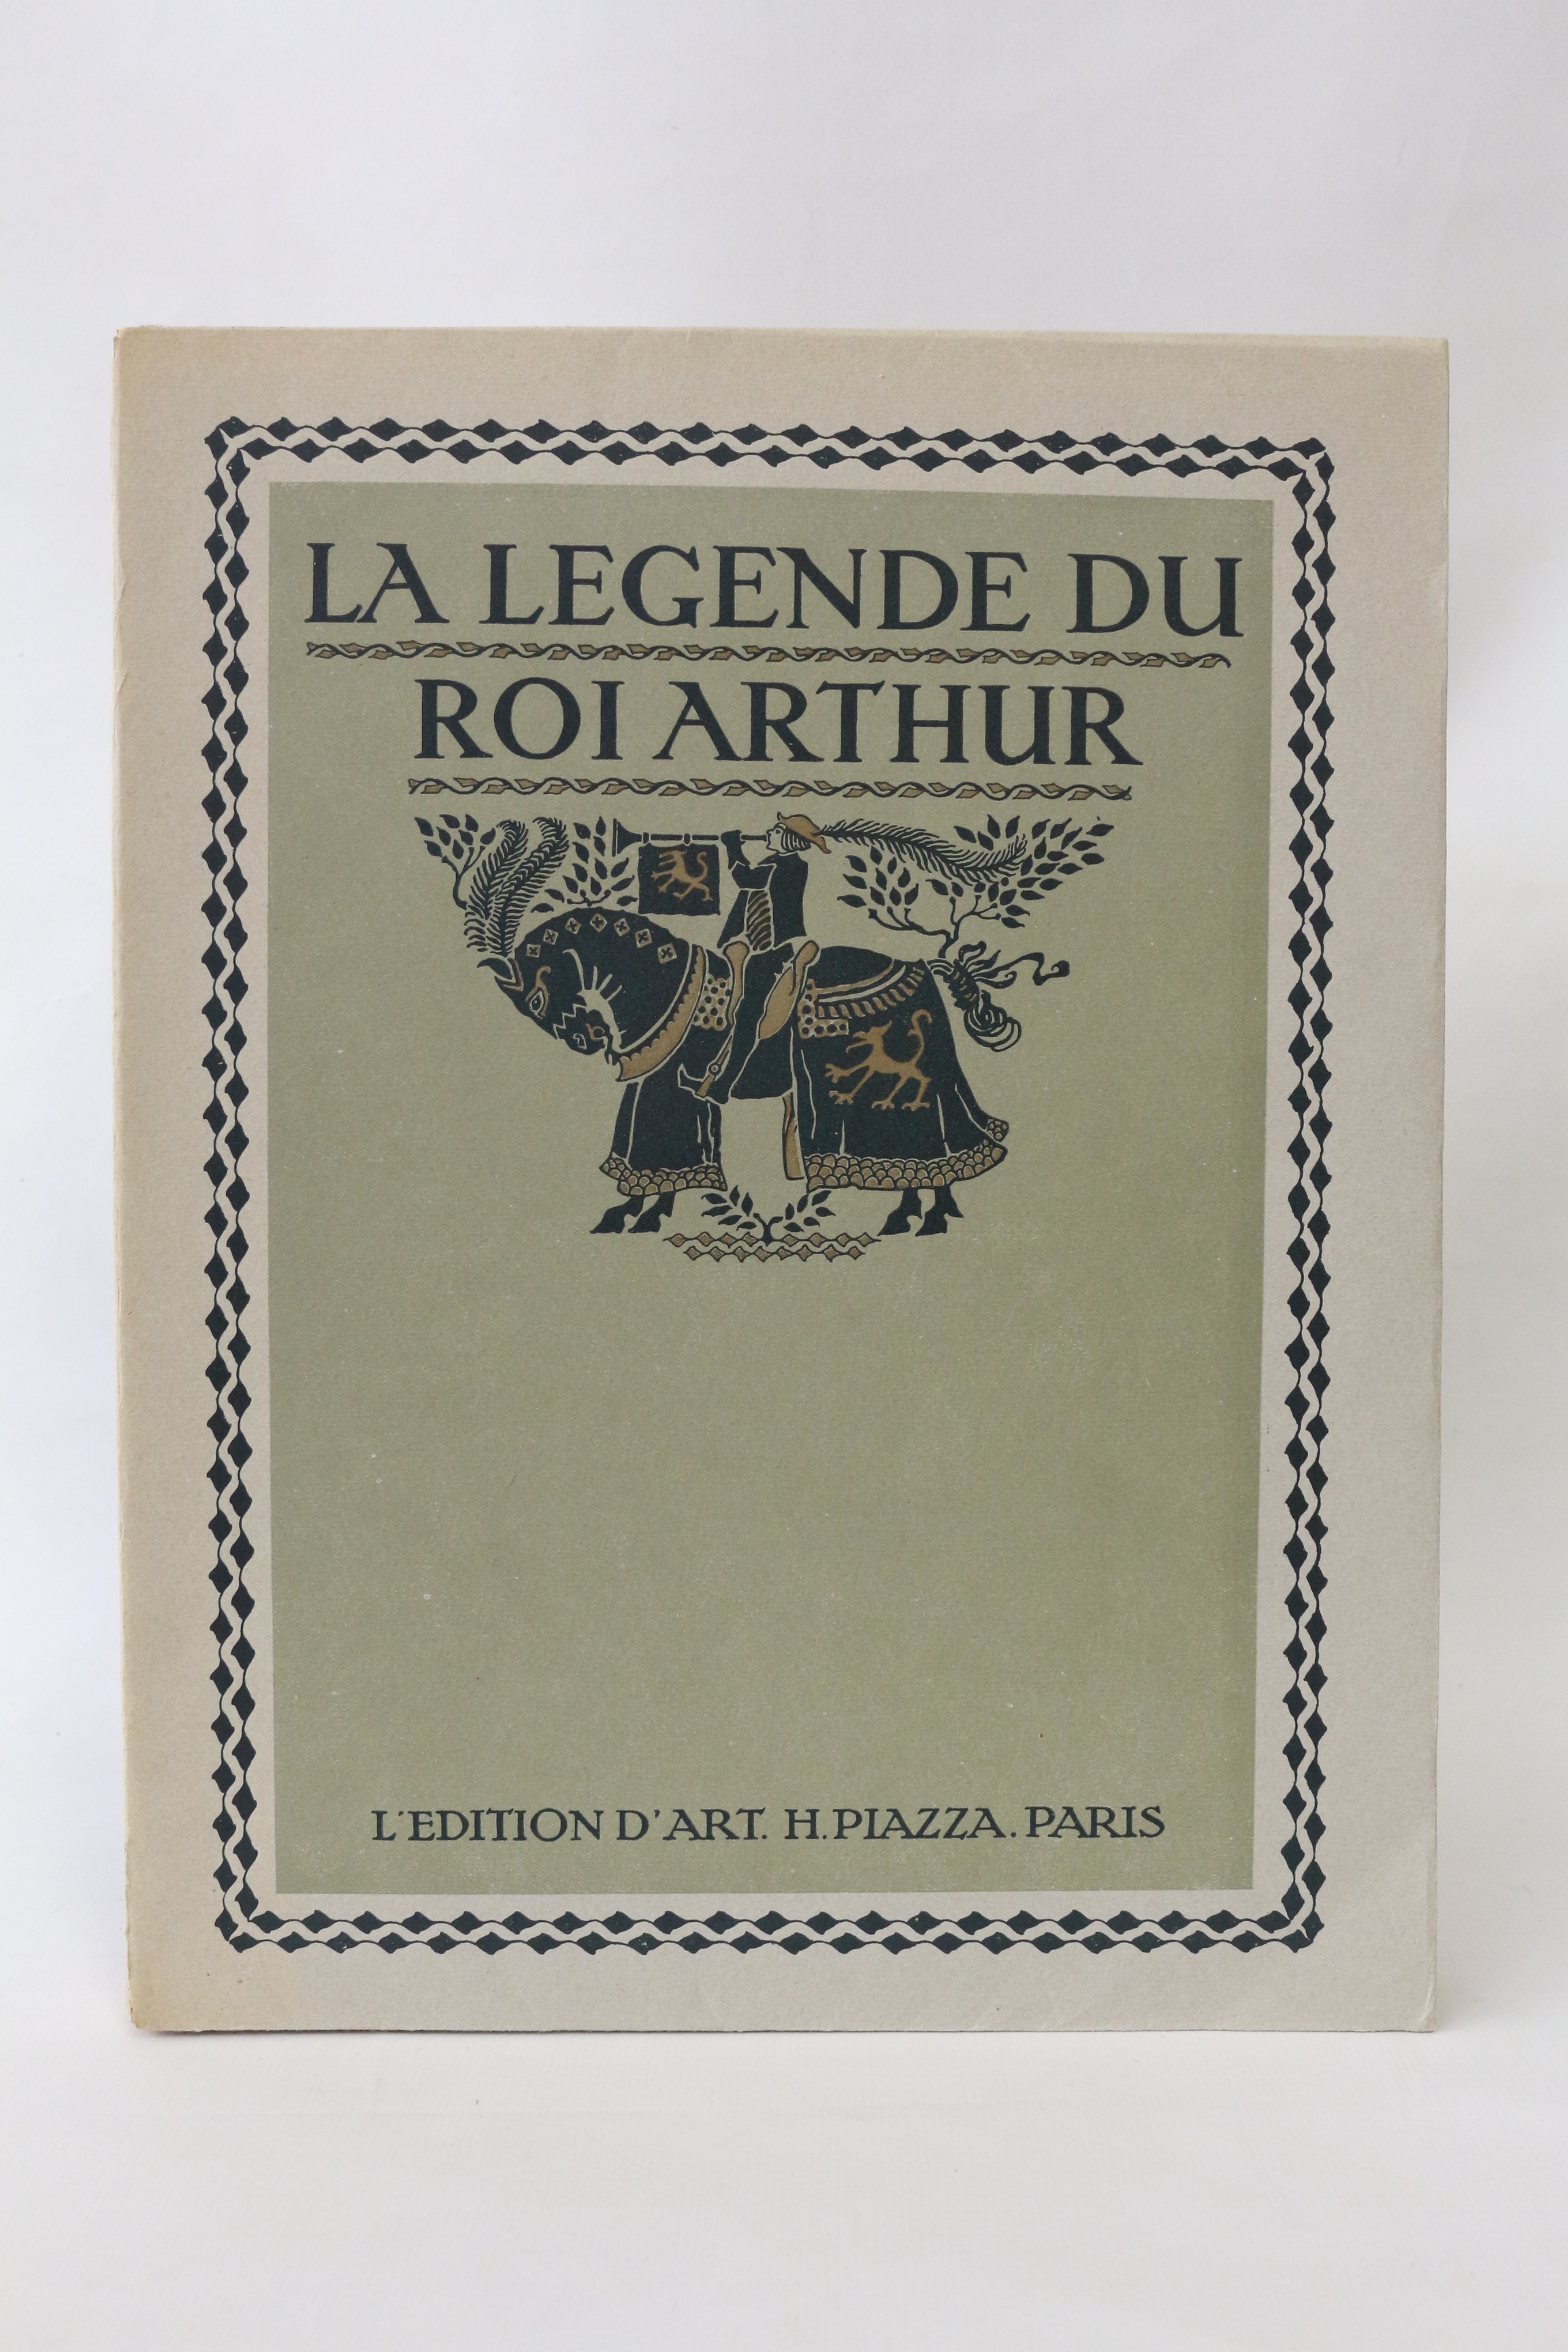 LA LEGENDE DU
ROI ARTHUR
L'EDITION D'ART. H. PIAZZA. PARIS